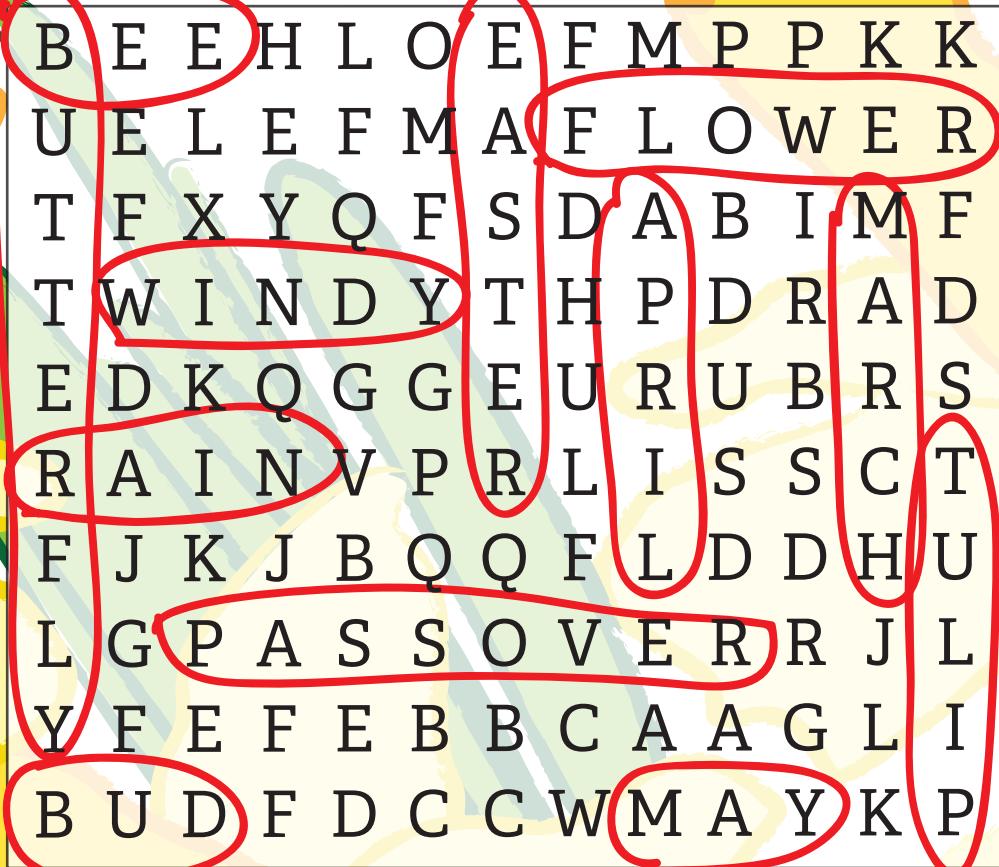 B E E H L O E F M P P K K
U E L E F M A F L O W E R
T F X Y Q F S D A B I M F
T W I N D Y T H P D R A D
E D K Q G G E U R U B R S
R A I N V P R L I S S C T
F J K J B Q Q F L D D H U
L G P A S S O V E R R J L
Y F E F E B B C A A G L I
B U D F D C C W M A Y K P